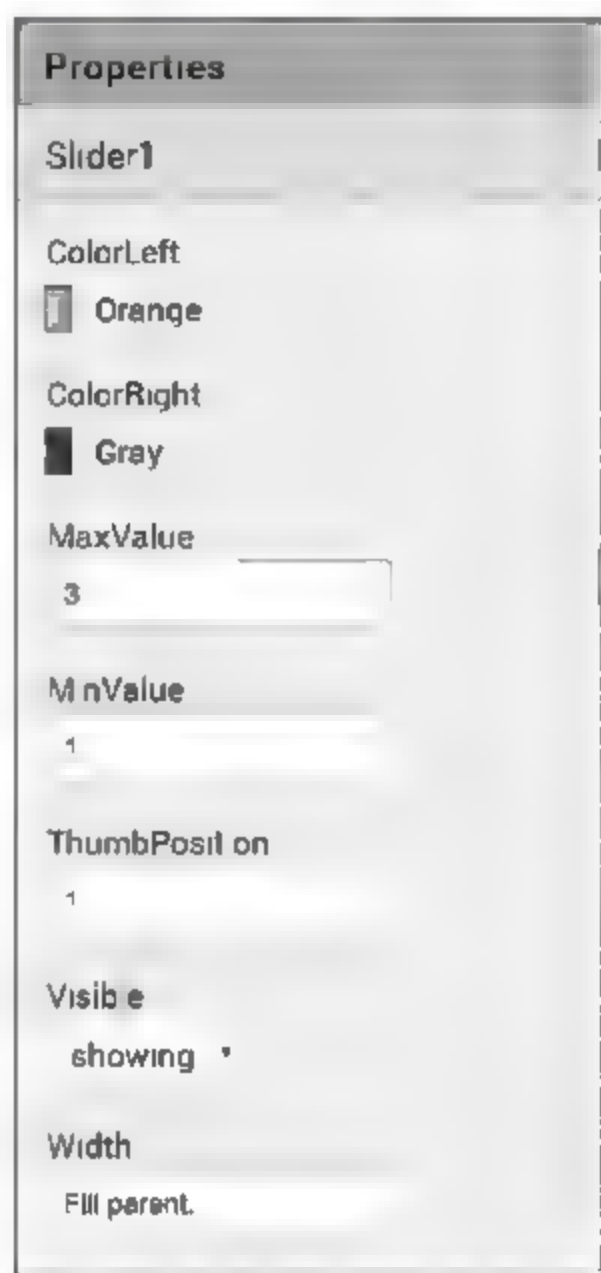 Properties
Slider1
ColorLeft
Orange
ColorRight
Gray
MaxValue
3
MinValue
1
ThumbPosition
1
Visible
showing
Width
Fill parent.